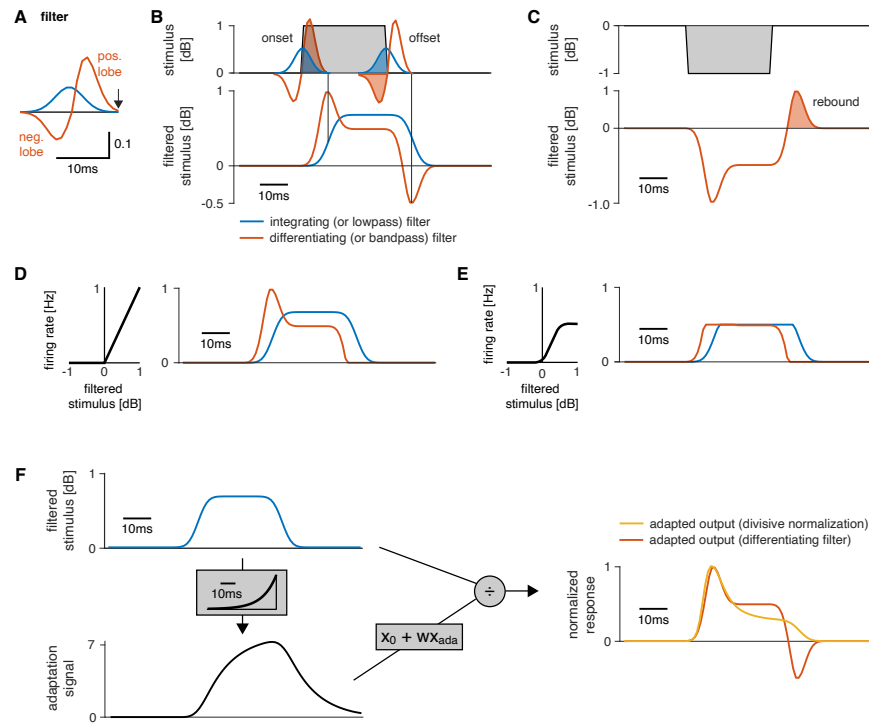 A filter
pos.
lobe
neg.
lobe
0.1
10ms
B
stimulus
[dB]
1
0
onset
offset
filtered
stimulus [dB]
1
0
-0.5
10ms
integrating (or lowpass) filter
differentiating (or bandpass) filter
C
stimulus
[dB]
0
-1
filtered
stimulus [dB]
1.0
0
-1.0
rebound
10ms
D
firing rate [Hz]
1
-1 0 1
filtered
stimulus [dB]
1
0
10ms
E
firing rate [Hz]
1
-1 0 1
filtered
stimulus [dB]
1
0
10ms
F
filtered
stimulus [dB]
1
0
10ms
10ms
adaptation
signal
7
0
x0 + wxada
÷
adapted output (divisive normalization)
adapted output (differentiating filter)
normalized
response
1
0
10ms